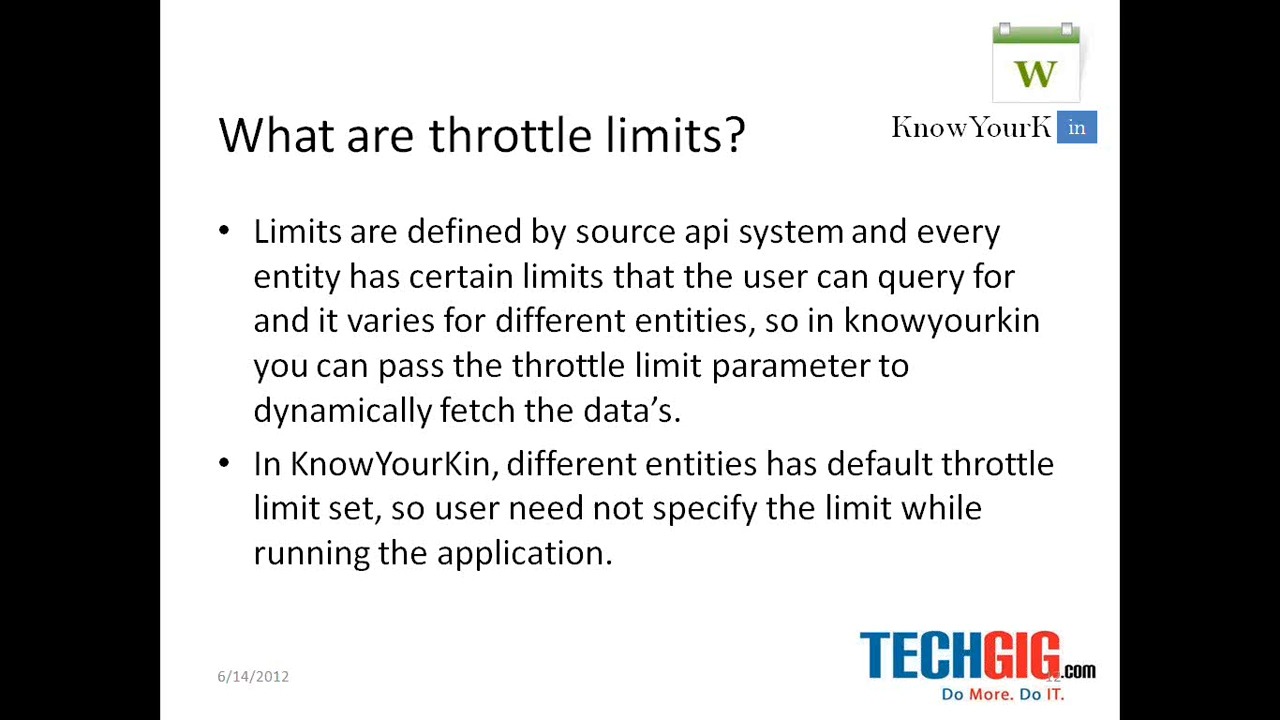 W
KnowYourK in
What are throttle limits?
• Limits are defined by source api system and every
entity has certain limits that the user can query for
and it varies for different entities, so in knowyourkin
you can pass the throttle limit parameter to
dynamically fetch the data’s.
• In KnowYourKin, different entities has default throttle
limit set, so user need not specify the limit while
running the application.
6/14/2012
TECHGIG.com
12
Do More. Do IT.